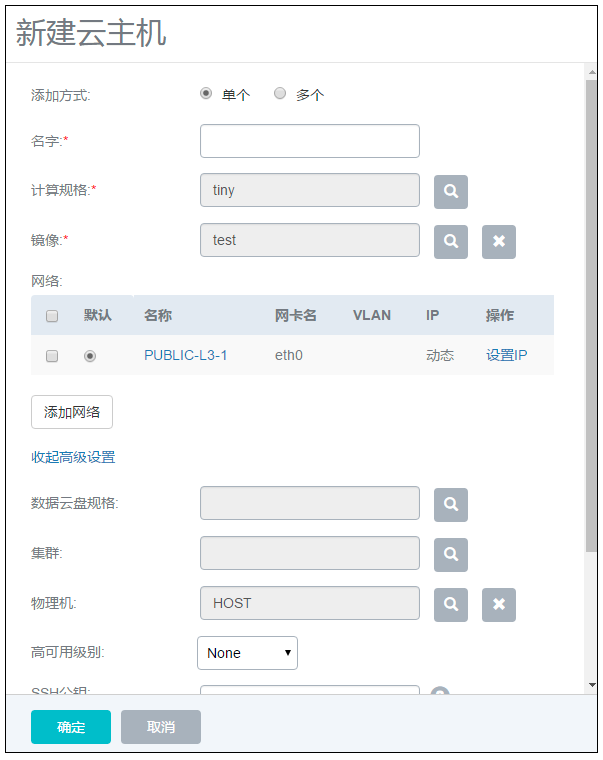 新建云主机
添加方式: 单个 多个
名字:*
计算规格:* tiny
镜像:* test
网络:
默认 名称 网卡名 VLAN IP 操作
PUBLIC-L3-1 eth0 动态 设置IP
添加网络
收起高级设置
数据云盘规格:
集群:
物理机: HOST
高可用级别: None
SSH公钥:
确定 取消